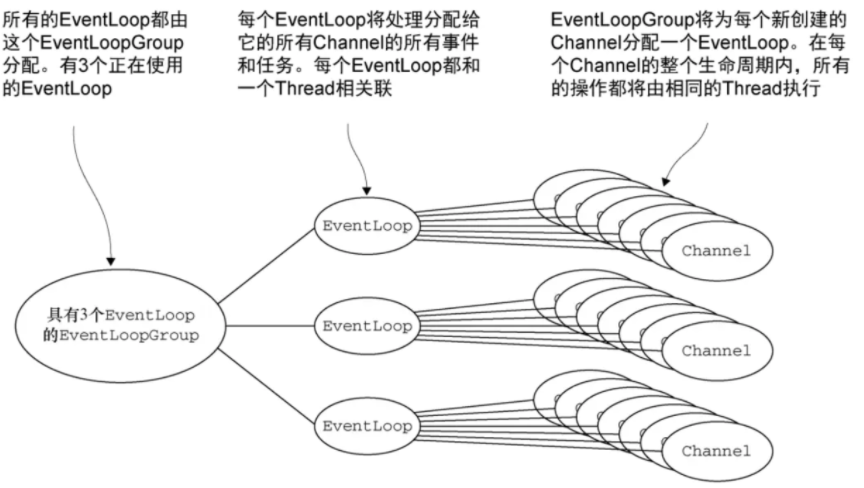 所有的EventLoop都由
这个EventLoopGroup
分配。有3个正在使用
的EventLoop
每个EventLoop将处理分配给
它的所有Channel的所有事件
和任务。每个EventLoop都和
一个Thread相关联
EventLoopGroup将为每个新创建的
Channel分配一个EventLoop。在每
个Channel的整个生命周期内，所有
的操作都将由相同的Thread执行
EventLoop
Channel
具有3个EventLoop
的EventLoopGroup
EventLoop
Channel
EventLoop
Channel